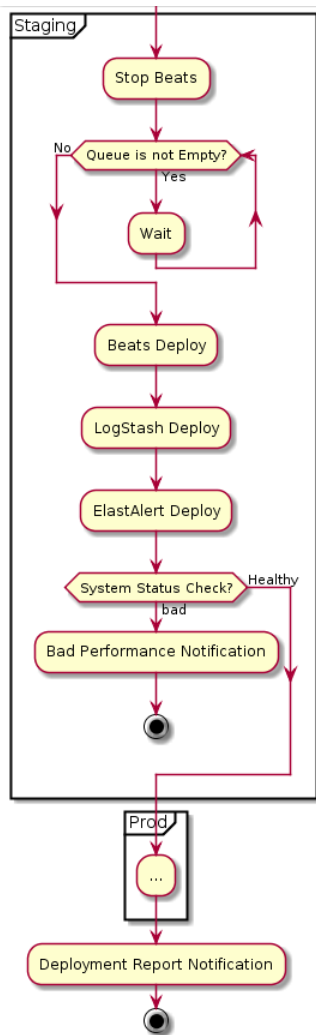 Staging
Stop Beats
No
Queue is not Empty?
Yes
Wait
Beats Deploy
LogStash Deploy
ElastAlert Deploy
System Status Check?
Healthy
bad
Bad Performance Notification
Prod
...
Deployment Report Notification